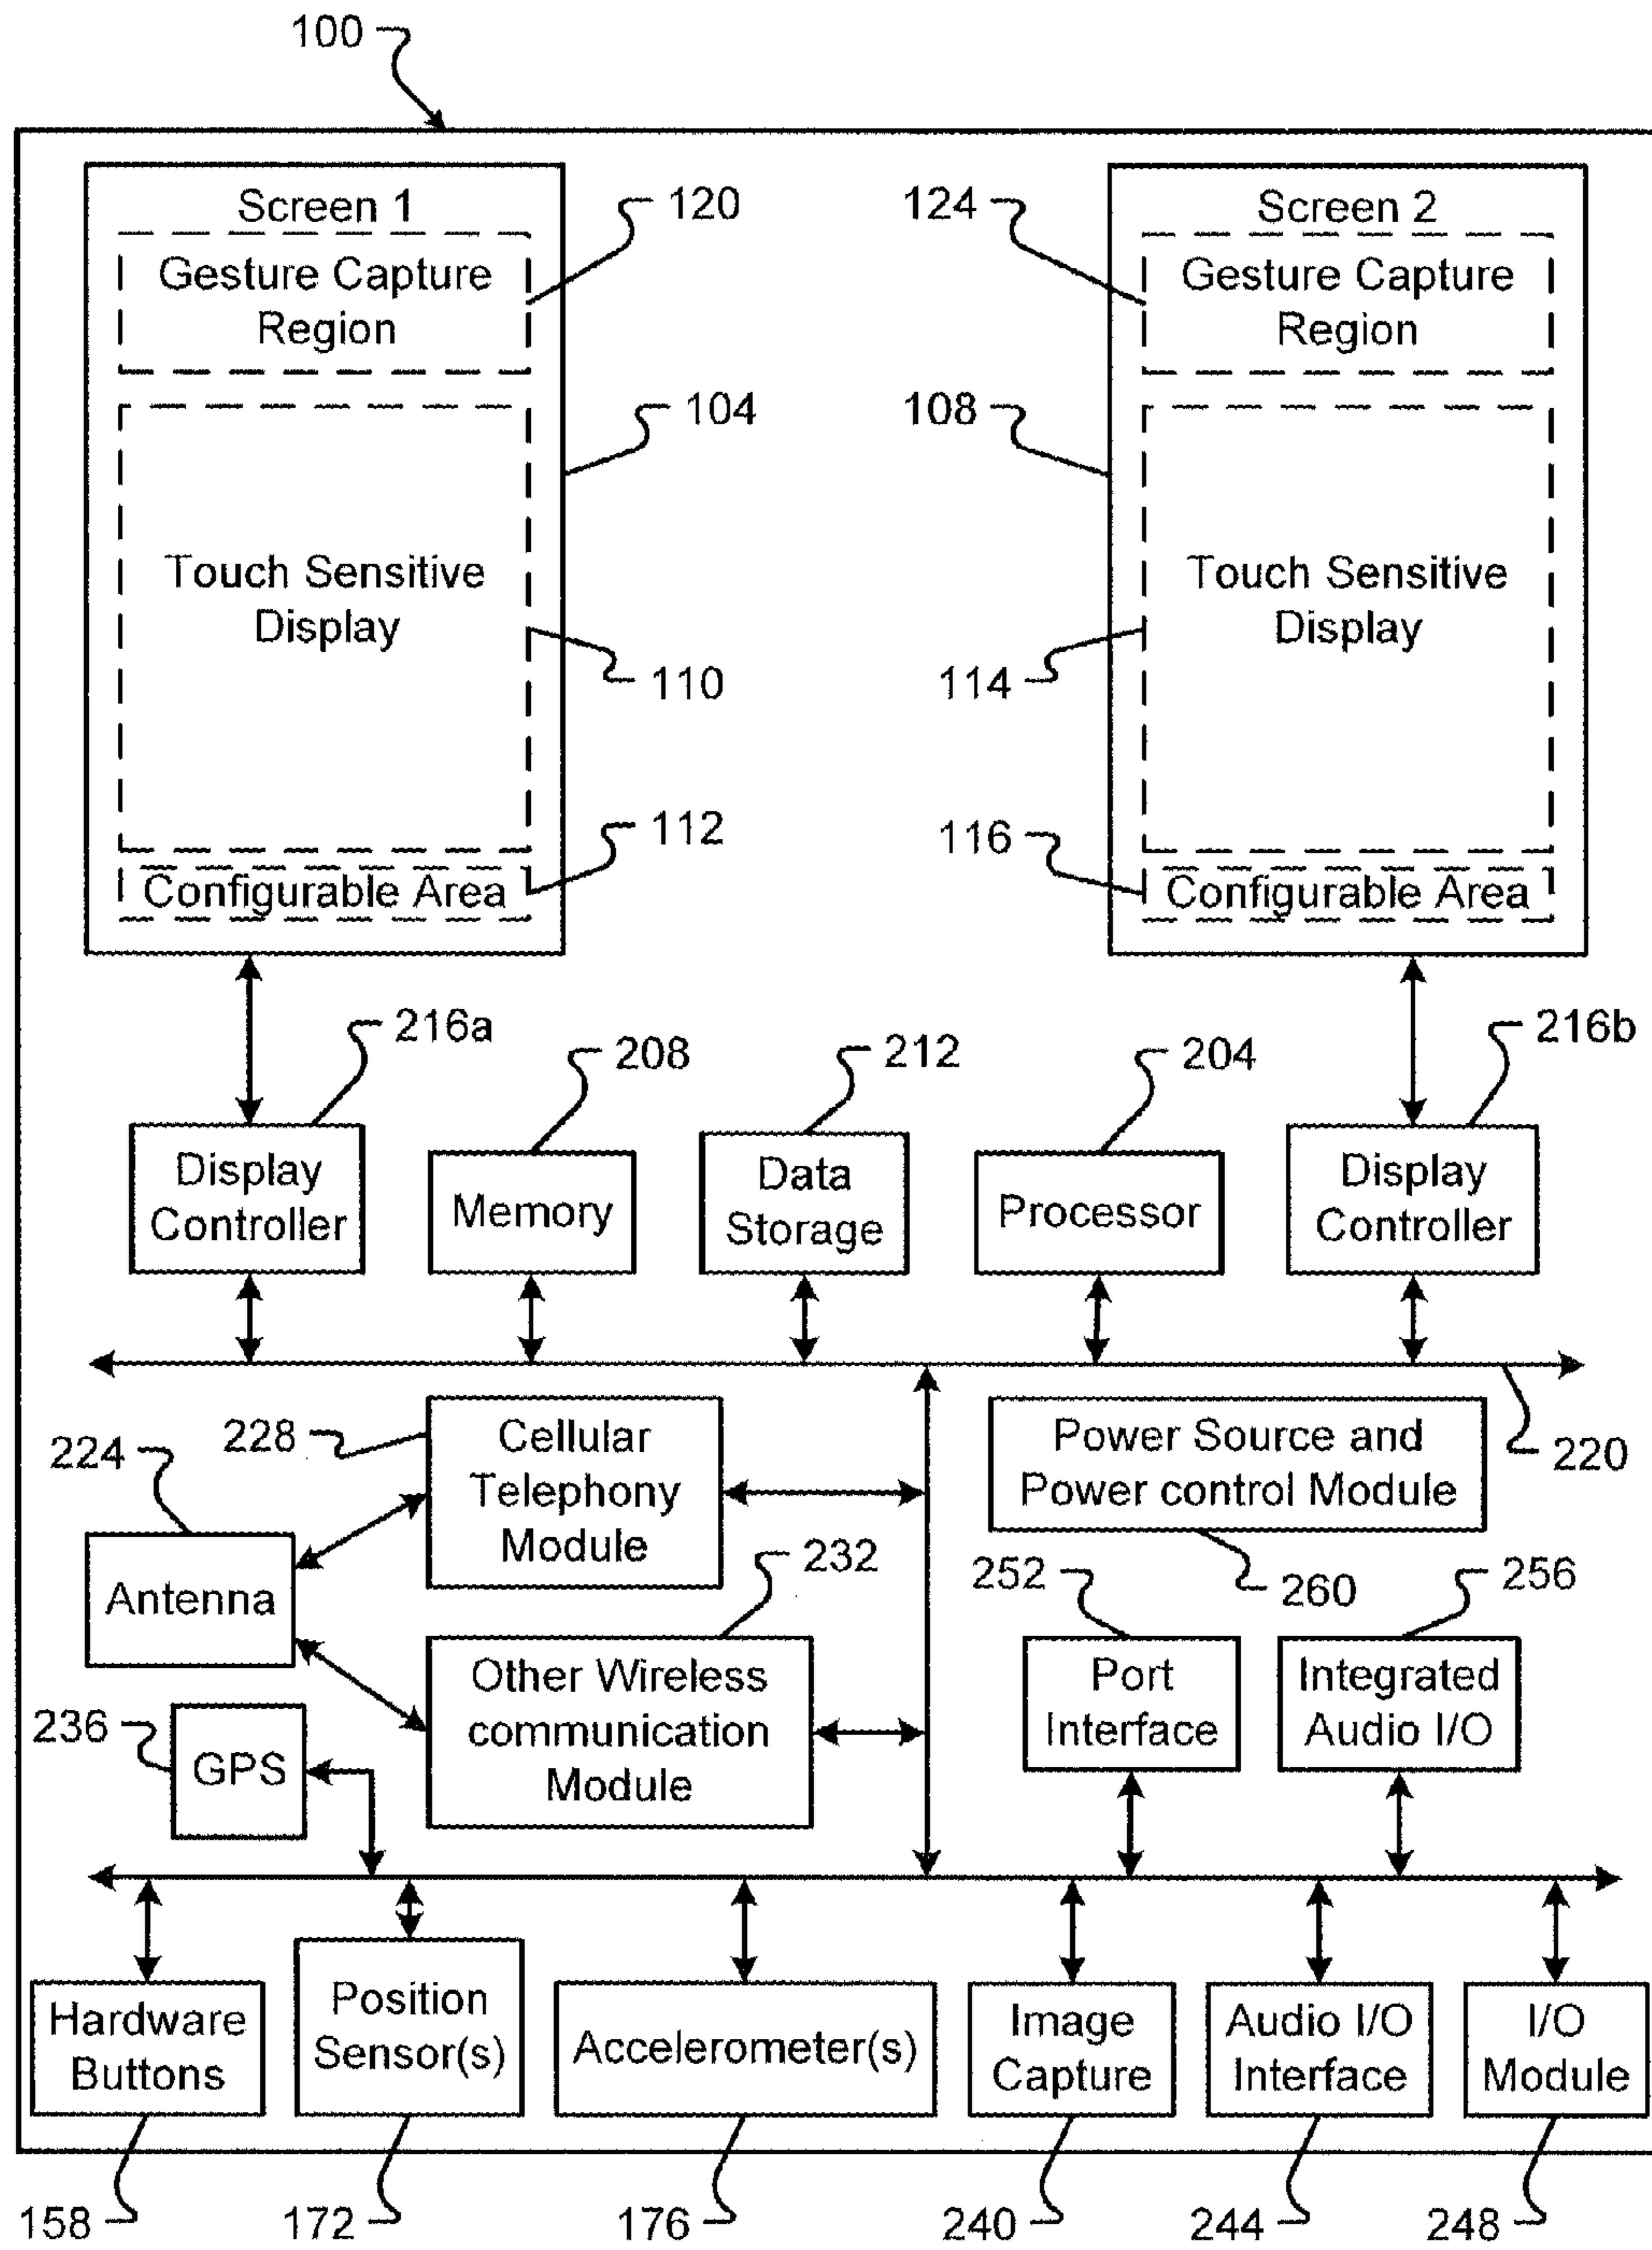 100
Screen 1
Gesture Capture
Region
120
Touch Sensitive
Display
104
110
Configurable Area
112
124
Screen 2
Gesture Capture
Region
108
Touch Sensitive
Display
114
116
Configurable Area
216a
208
212
204
216b
Display
Controller
Memory
Data
Storage
Processor
Display
Controller
220
224
228
Cellular
Telephony
Module
Power Source and
Power control Module
260
Antenna
232
Other Wireless
communication
Module
252
Port
Interface
256
Integrated
Audio I/O
236
GPS
Hardware
Buttons
Position
Sensor(s)
Accelerometer(s)
Image
Capture
Audio I/O
Interface
I/O
Module
158
172
176
240
244
248